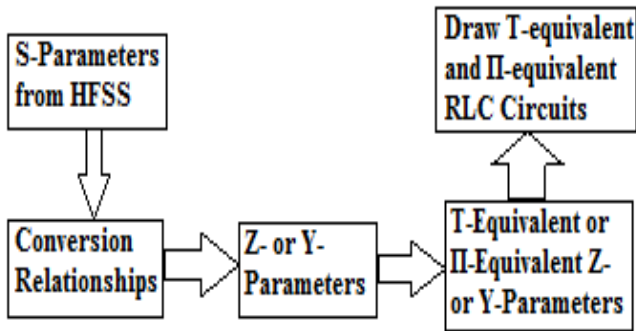 S-Parameters
from HFSS
Conversion
Relationships
Z- or Y-
Parameters
T-Equivalent or
Π-Equivalent Z-
or Y-Parameters
Draw T-equivalent
and Π-equivalent
RLC Circuits